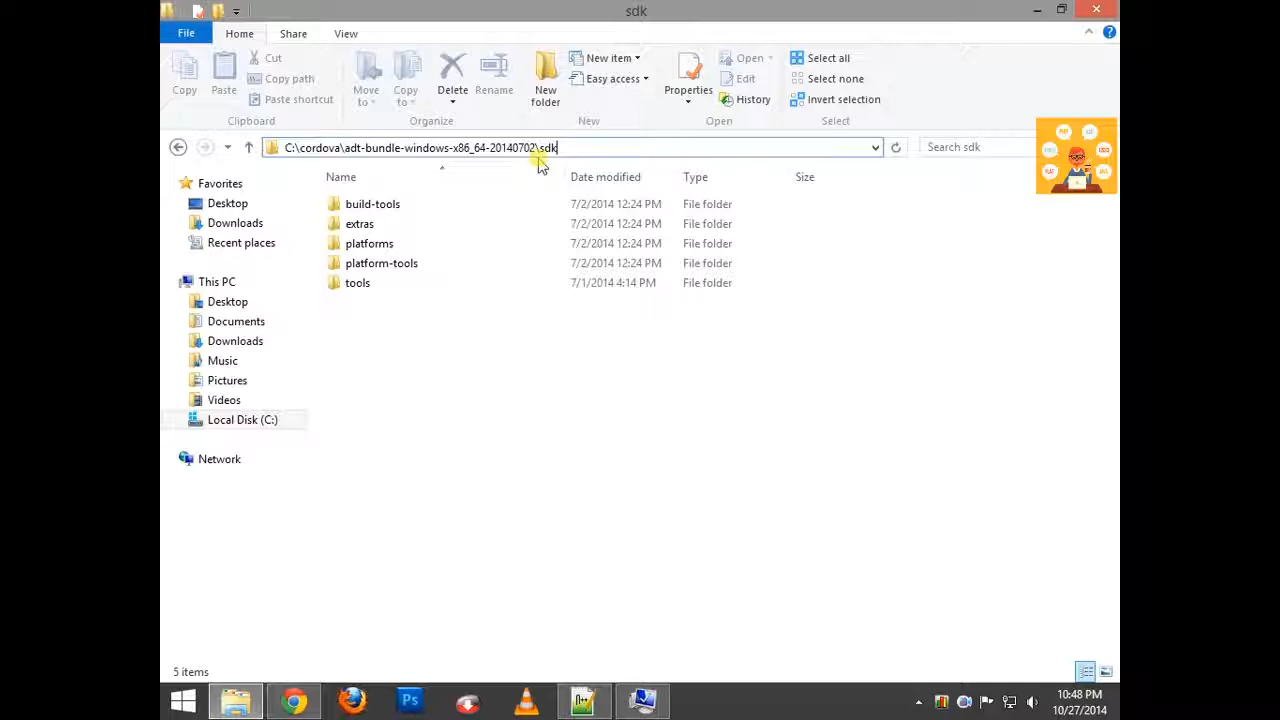 sdk
File Home Share View
Copy
Paste
Cut
Copy path
Paste shortcut
Clipboard
Move to
Copy to
Delete
Rename
Organize
New folder
New item
Easy access
New
Properties
Open
Edit
History
Open
Select all
Select none
Invert selection
Select
C:\cordova\adt-bundle-windows-x86_64-20140702\sdk
Search sdk
Name Date modified Type Size
build-tools 7/2/2014 12:24 PM File folder
extras 7/2/2014 12:24 PM File folder
platforms 7/2/2014 12:24 PM File folder
platform-tools 7/2/2014 12:24 PM File folder
tools 7/1/2014 4:14 PM File folder
Favorites
Desktop
Downloads
Recent places
This PC
Desktop
Documents
Downloads
Music
Pictures
Videos
Local Disk (C:)
Network
5 items
Ps
10:48 PM
10/27/2014